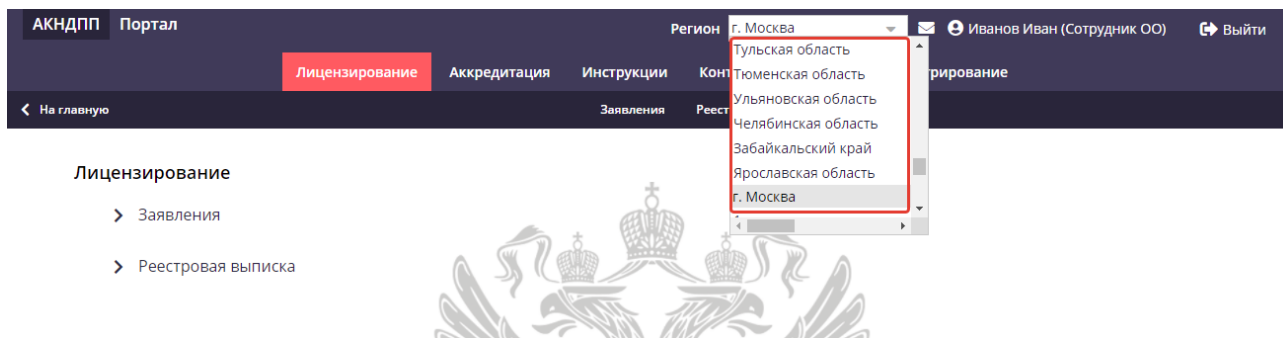 АКНДПП Портал Регион г. Москва Иванов Иван (Сотрудник ОО) Выйти
Лицензирование Аккредитация Инструкции
На главную Заявления
Тульская область
Тюменская область
Ульяновская область
Челябинская область
Забайкальский край
Ярославская область
г. Москва
Лицензирование
Заявления
Реестровая выписка